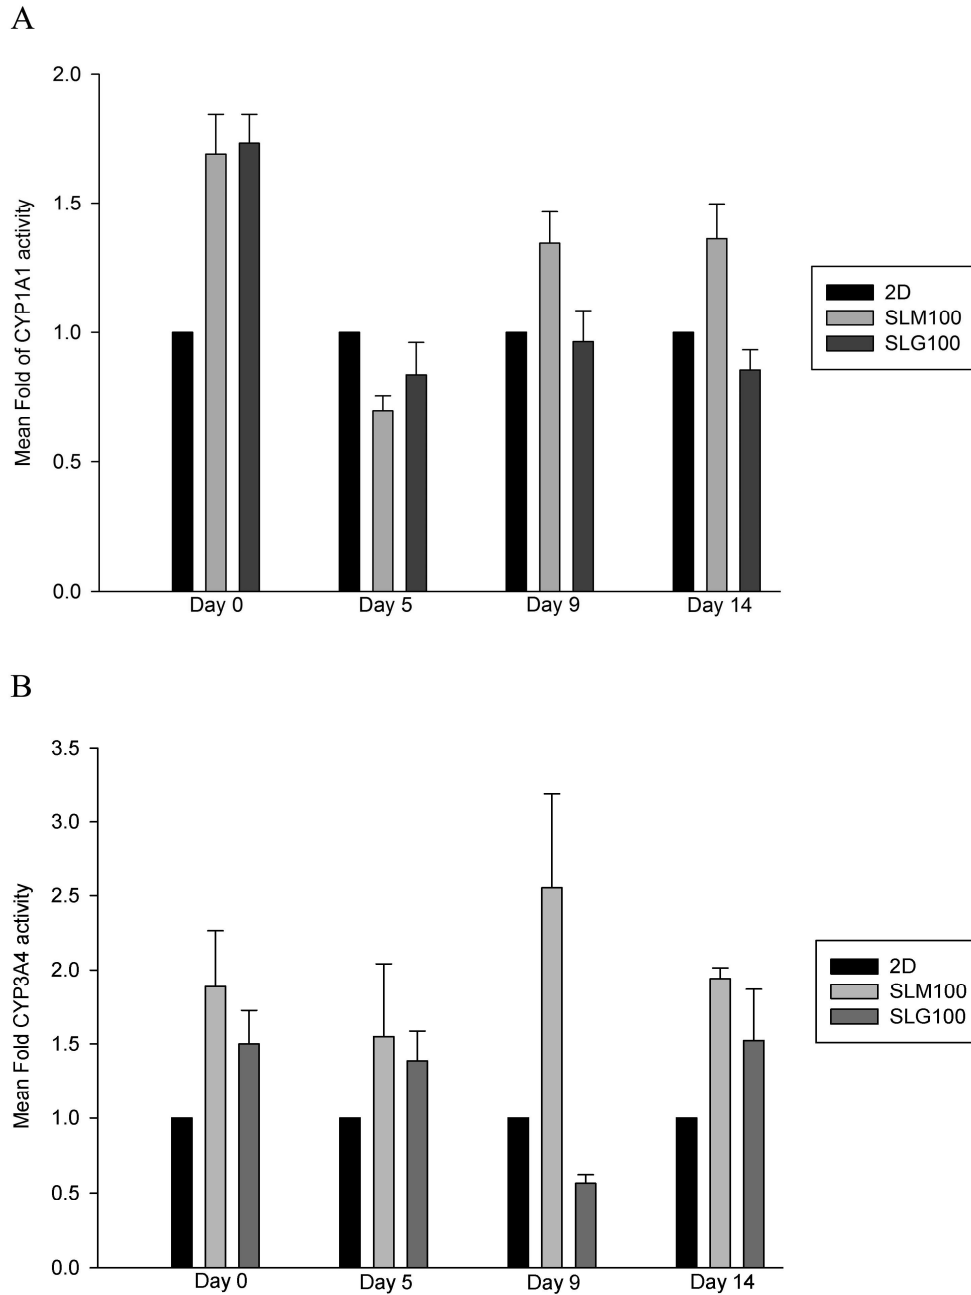 A
2.0
1.5
1.0
0.5
0.0
Mean Fold of CYP1A1 activity
Day 0 Day 5 Day 9 Day 14
2D
SLM100
SLG100
B
3.5
3.0
2.5
2.0
1.5
1.0
0.5
0.0
Mean Fold CYP3A4 activity
Day 0 Day 5 Day 9 Day 14
2D
SLM100
SLG100